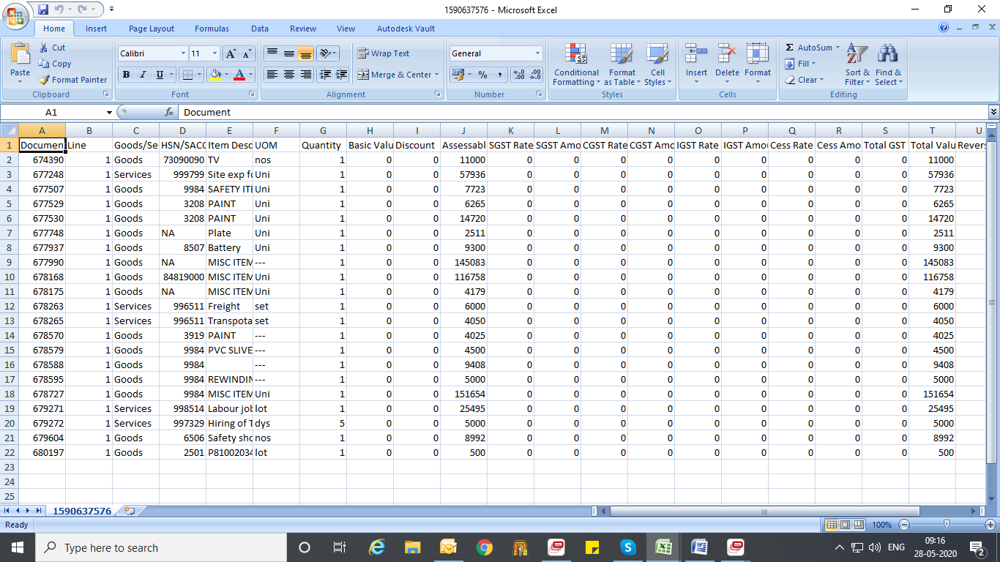 1590637576 - Microsoft Excel
Home Insert Page Layout Formulas Data Review View Autodesk Vault
Paste Cut Copy Format Painter Clipboard
Calibri 11 B I U Font
Wrap Text Merge & Center Alignment
General % , Number
Conditional Formatting Format as Table Cell Styles Styles
Insert Delete Format Cells
Σ AutoSum Fill Clear Sort & Filter Find & Select Editing
A1 fx Document
A B C D E F G H I J K L M N O P Q R S T U
1 Documen Line Goods/Se HSN/SACC Item Desc UOM Quantity Basic Valu Discount Assessabl SGST Rate SGST Amo CGST Rate CGST Amo IGST Rate IGST Amou Cess Rate Cess Amo Total GST Total Valu Revers
2 674390 1 Goods 73090090 TV nos 1 0 0 11000 0 0 0 0 0 0 0 0 0 11000
3 677248 1 Services 999799 Site exp fo Uni 1 0 0 57936 0 0 0 0 0 0 0 0 0 57936
4 677507 1 Goods 9984 SAFETY ITE Uni 1 0 0 7723 0 0 0 0 0 0 0 0 0 7723
5 677529 1 Goods 3208 PAINT Uni 1 0 0 6265 0 0 0 0 0 0 0 0 0 6265
6 677530 1 Goods 3208 PAINT Uni 1 0 0 14720 0 0 0 0 0 0 0 0 0 14720
7 677748 1 Goods NA Plate Uni 1 0 0 2511 0 0 0 0 0 0 0 0 0 2511
8 677937 1 Goods 8507 Battery Uni 1 0 0 9300 0 0 0 0 0 0 0 0 0 9300
9 677990 1 Goods NA MISC ITEM --- 1 0 0 145083 0 0 0 0 0 0 0 0 0 145083
10 678168 1 Goods 84819000 MISC ITEM Uni 1 0 0 116758 0 0 0 0 0 0 0 0 0 116758
11 678175 1 Goods NA MISC ITEM Uni 1 0 0 4179 0 0 0 0 0 0 0 0 0 4179
12 678263 1 Services 996511 Freight set 1 0 0 6000 0 0 0 0 0 0 0 0 0 6000
13 678265 1 Services 996511 Transpota set 1 0 0 4050 0 0 0 0 0 0 0 0 0 4050
14 678570 1 Goods 3919 PAINT --- 1 0 0 4025 0 0 0 0 0 0 0 0 0 4025
15 678579 1 Goods 9984 PVC SLIVE --- 1 0 0 4500 0 0 0 0 0 0 0 0 0 4500
16 678588 1 Goods 9984 --- 1 0 0 9408 0 0 0 0 0 0 0 0 0 9408
17 678595 1 Goods 9984 REWINDIN --- 1 0 0 5000 0 0 0 0 0 0 0 0 0 5000
18 678727 1 Goods 9984 MISC ITEM Uni 1 0 0 151654 0 0 0 0 0 0 0 0 0 151654
19 679271 1 Services 998514 Labour job lot 1 0 0 25495 0 0 0 0 0 0 0 0 0 25495
20 679272 1 Services 997329 Hiring of T dys 5 0 0 5000 0 0 0 0 0 0 0 0 0 5000
21 679604 1 Goods 6506 Safety sho nos 1 0 0 8992 0 0 0 0 0 0 0 0 0 8992
22 680197 1 Goods 2501 P81002034 lot 1 0 0 500 0 0 0 0 0 0 0 0 0 500
23
24
25
1590637576
Ready 100%
Type here to search
ENG 09:16
28-05-2020
2